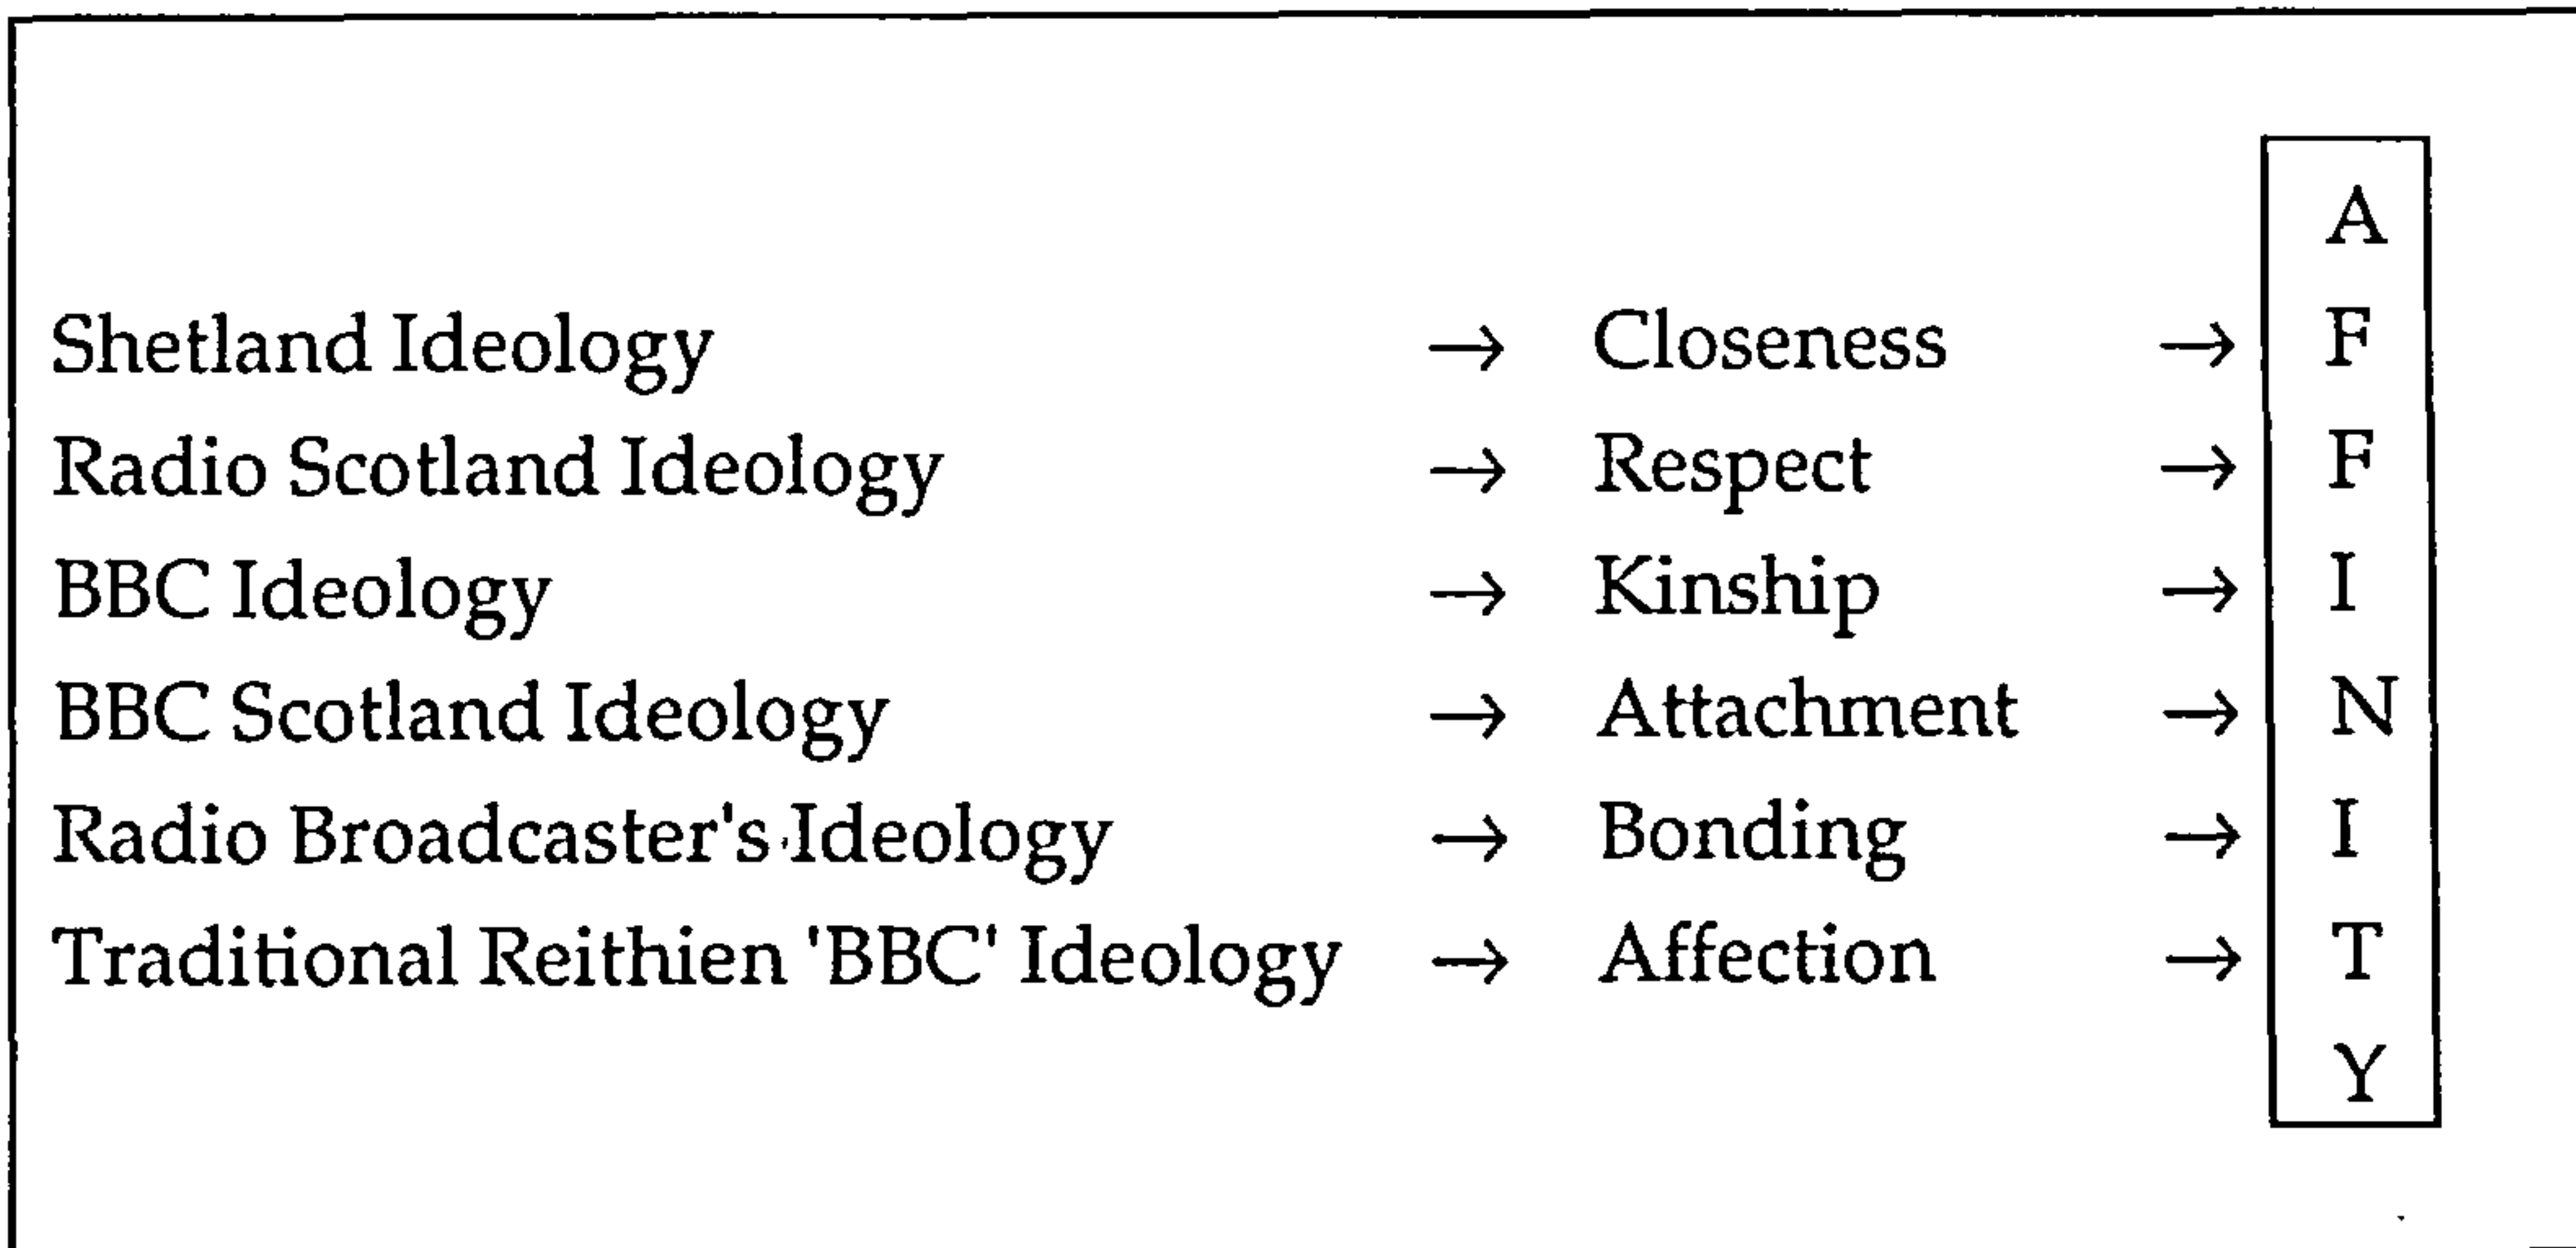 A
Shetland Ideology → Closeness → F
Radio Scotland Ideology → Respect → F
BBC Ideology → Kinship → I
BBC Scotland Ideology → Attachment → N
Radio Broadcaster's Ideology → Bonding → I
Traditional Reithien 'BBC' Ideology → Affection → T
Y